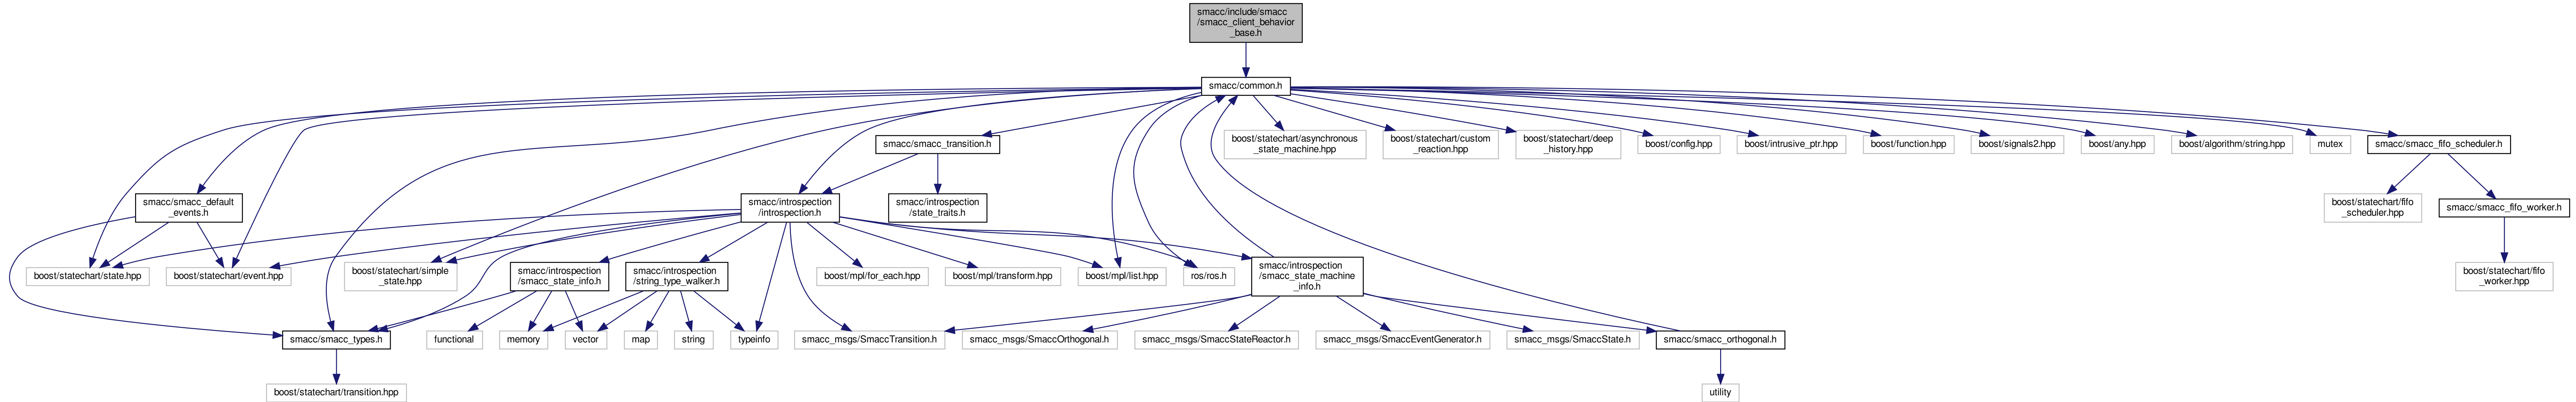 smacc/include/smacc
/smacc_client_behavior
_base.h
smacc/common.h
smacc/smacc_transition.h
boost/statechart/asynchronous
_state_machine.hpp
boost/statechart/custom
_reaction.hpp
boost/statechart/deep
_history.hpp
boost/config.hpp
boost/intrusive_ptr.hpp
boost/function.hpp
boost/signals2.hpp
boost/any.hpp
boost/algorithm/string.hpp
mutex
smacc/smacc_fifo_scheduler.h
smacc/smacc_default
_events.h
smacc/introspection
/introspection.h
smacc/introspection
/state_traits.h
boost/statechart/fifo
_scheduler.hpp
smacc/smacc_fifo_worker.h
boost/statechart/state.hpp
boost/statechart/event.hpp
boost/statechart/simple
_state.hpp
smacc/introspection
/smacc_state_info.h
smacc/introspection
/string_type_walker.h
boost/mpl/for_each.hpp
boost/mpl/transform.hpp
boost/mpl/list.hpp
ros/ros.h
smacc/introspection
/smacc_state_machine
_info.h
boost/statechart/fifo
_worker.hpp
smacc/smacc_types.h
functional
memory
vector
map
string
typeinfo
smacc_msgs/SmaccTransition.h
smacc_msgs/SmaccOrthogonal.h
smacc_msgs/SmaccStateReactor.h
smacc_msgs/SmaccEventGenerator.h
smacc_msgs/SmaccState.h
smacc/smacc_orthogonal.h
boost/statechart/transition.hpp
utility